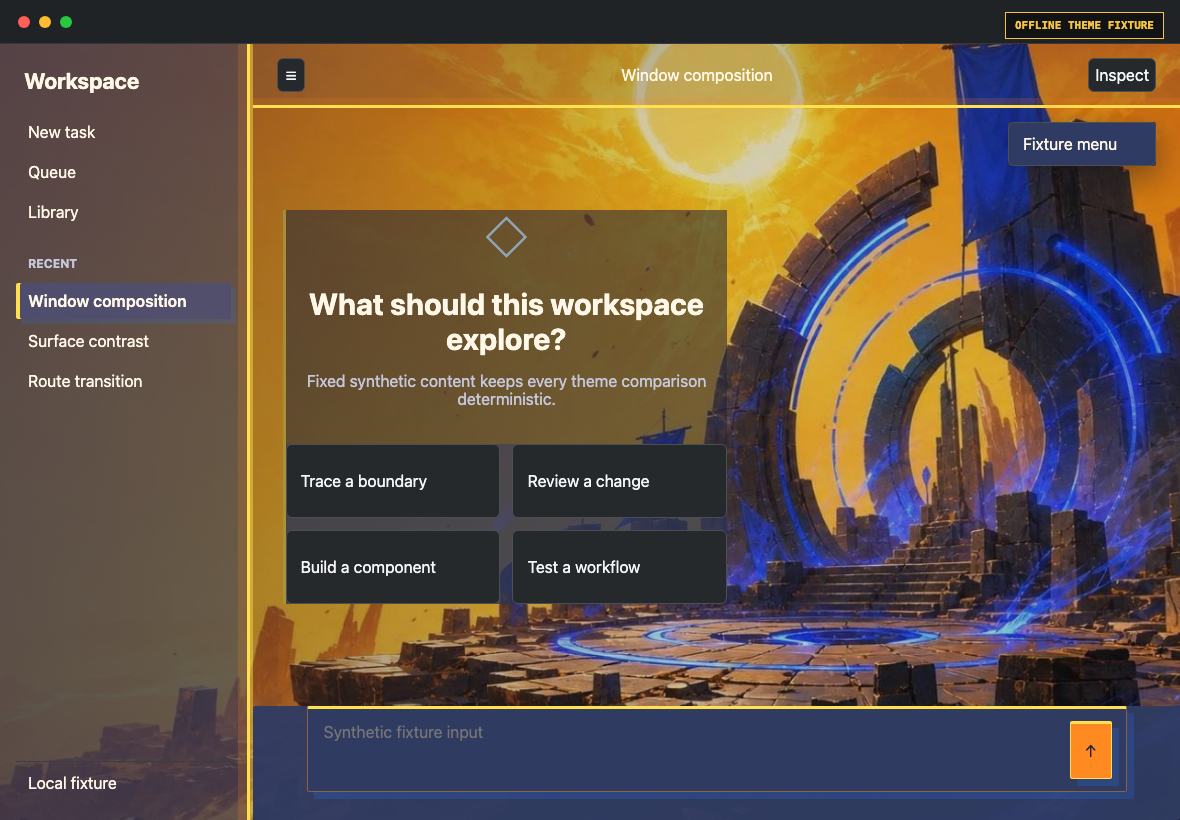 OFFLINE THEME FIXTURE
Workspace
New task
Queue
Library
RECENT
Window composition
Surface contrast
Route transition
Local fixture
Window composition
Inspect
Fixture menu
What should this workspace
explore?
Fixed synthetic content keeps every theme comparison
deterministic.
Trace a boundary
Review a change
Build a component
Test a workflow
Synthetic fixture input